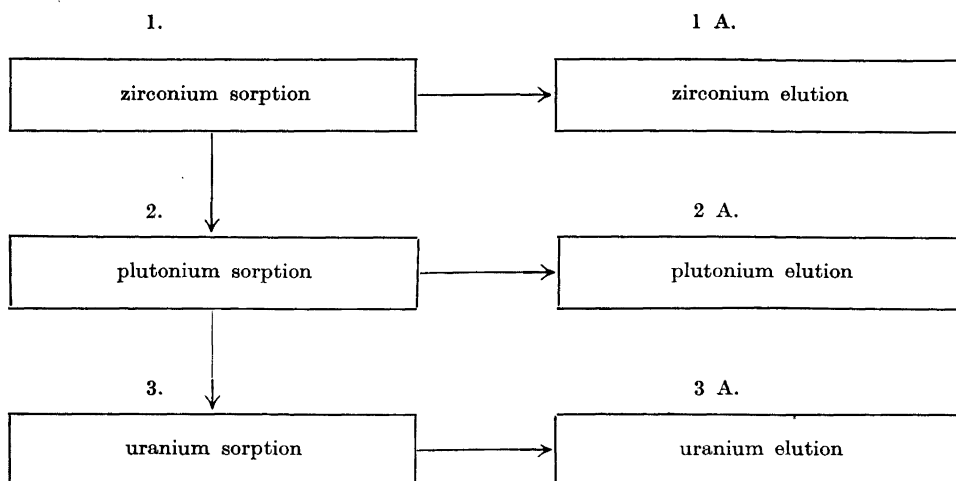 1. 1 A.
zirconium sorption zirconium elution
2. 2 A.
plutonium sorption plutonium elution
3. 3 A.
uranium sorption uranium elution